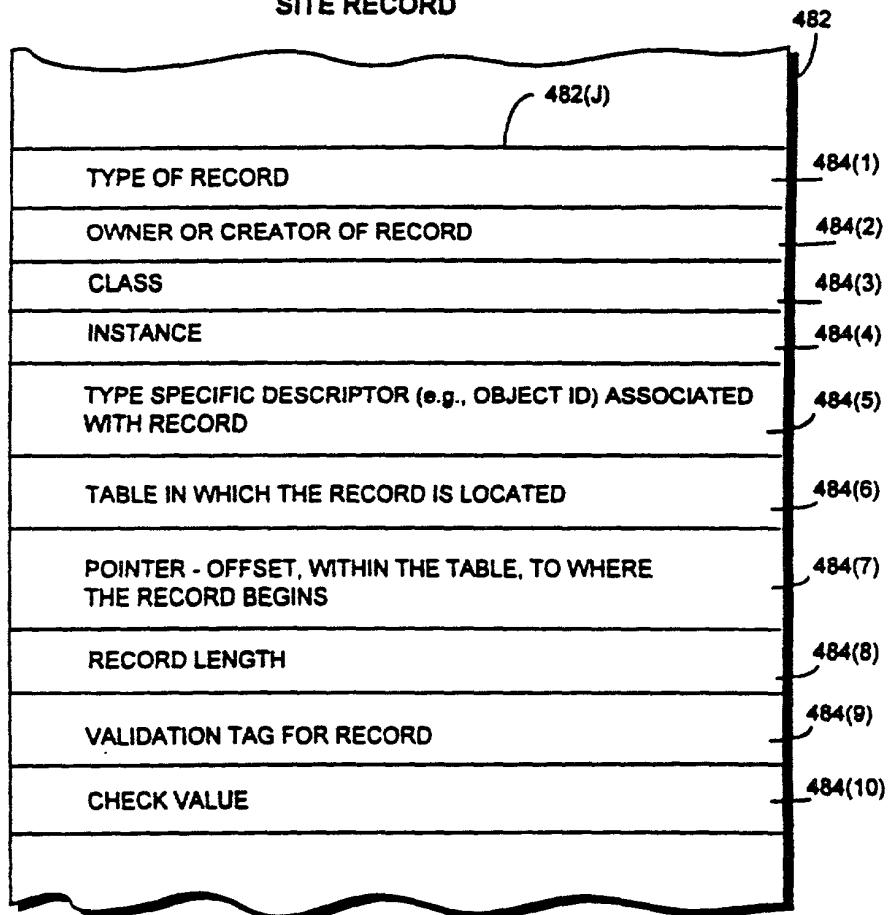 SITE RECORD
482
482(J)
TYPE OF RECORD
484(1)
OWNER OR CREATOR OF RECORD
484(2)
CLASS
484(3)
INSTANCE
484(4)
TYPE SPECIFIC DESCRIPTOR (e.g., OBJECT ID) ASSOCIATED
WITH RECORD
484(5)
TABLE IN WHICH THE RECORD IS LOCATED
484(6)
POINTER - OFFSET, WITHIN THE TABLE, TO WHERE
THE RECORD BEGINS
484(7)
RECORD LENGTH
484(8)
VALIDATION TAG FOR RECORD
484(9)
CHECK VALUE
484(10)